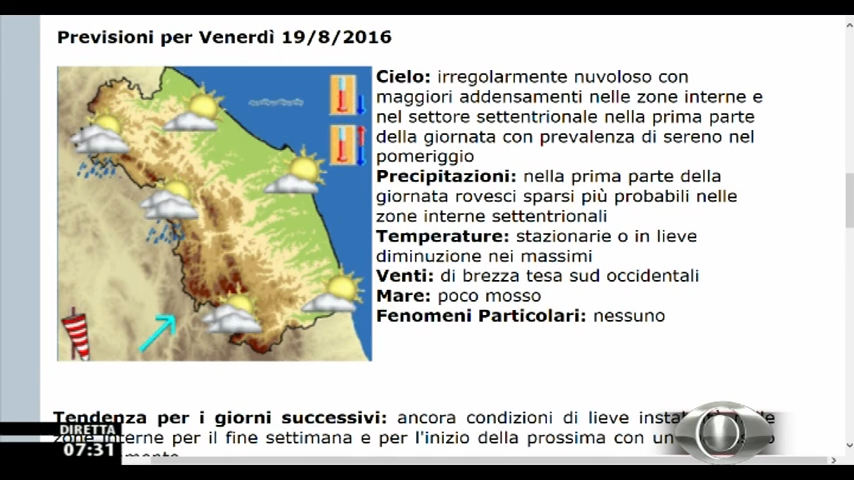 Previsioni per Venerdì 19/8/2016
Cielo: irregolarmente nuvoloso con
maggiori addensamenti nelle zone interne e
nel settore settentrionale nella prima parte
della giornata con prevalenza di sereno nel
pomeriggio
Precipitazioni: nella prima parte della
giornata rovesci sparsi più probabili nelle
zone interne settentrionali
Temperature: stazionarie o in lieve
diminuzione nei massimi
Venti: di brezza tesa sud occidentali
Mare: poco mosso
Fenomeni Particolari: nessuno
Tendenza per i giorni successivi: ancora condizioni di lieve
interne per il fine settimana e per l'inizio della prossima con
DIRETTA
07:31